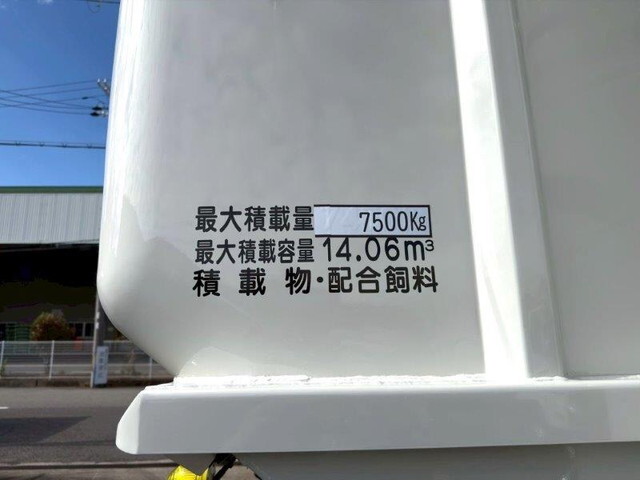 最大積載量 7500Kg
最大積載容量 14.06m³
積載物・配合飼料